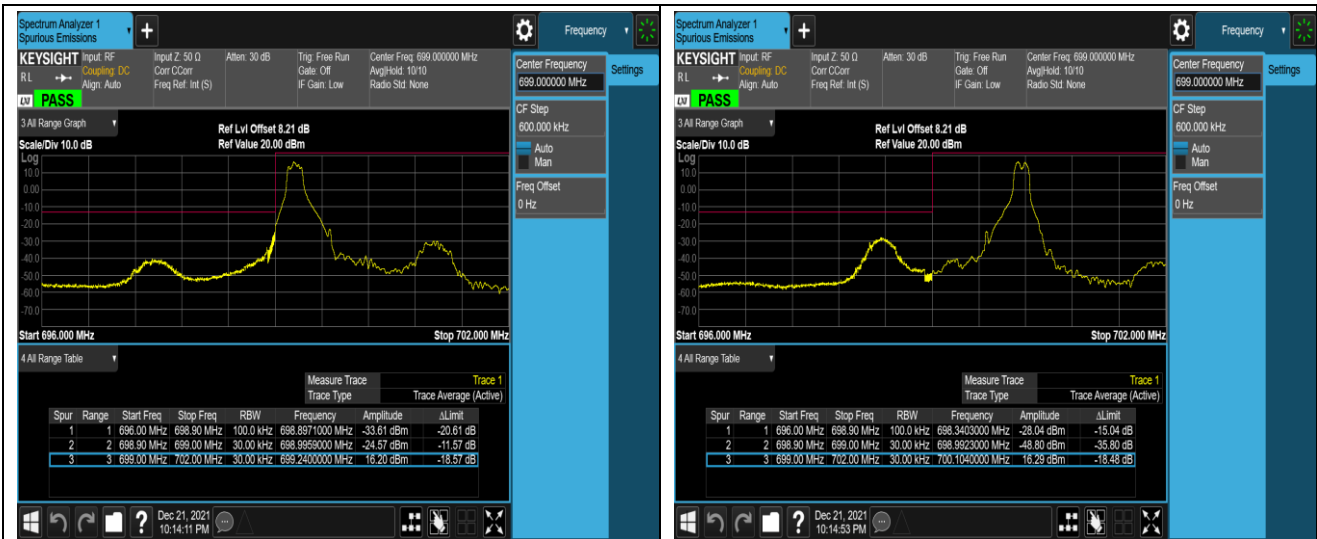 Spectrum Analyzer 1
Spurious Emissions
Frequency
KEYSIGHT Input: RF Input Z: 50 Ω Atten: 30 dB Trig: Free Run Center Freq: 699.000000 MHz
R L Coupling: DC Corr CCorr Gate: Off Avg|Hold: 10/10
Align: Auto Freq Ref: Int (S) IF Gain: Low Radio Std: None
LXI PASS
Center Frequency
699.000000 MHz
Settings
CF Step
600.000 kHz
Auto
Man
Freq Offset
0 Hz
3 All Range Graph
Ref Lvl Offset 8.21 dB
Scale/Div 10.0 dB Ref Value 20.00 dBm
Log
10.0
0.00
-10.0
-20.0
-30.0
-40.0
-50.0
-60.0
-70.0
Start 696.000 MHz Stop 702.000 MHz
4 All Range Table
Measure Trace Trace 1
Trace Type Trace Average (Active)
Spur Range Start Freq Stop Freq RBW Frequency Amplitude ΔLimit
1 1 696.00 MHz 698.90 MHz 100.0 kHz 698.8971000 MHz -33.61 dBm -20.61 dB
2 2 698.90 MHz 699.00 MHz 30.00 kHz 698.9959000 MHz -24.57 dBm -11.57 dB
3 3 699.00 MHz 702.00 MHz 30.00 kHz 699.2400000 MHz 16.20 dBm -18.57 dB
Dec 21, 2021
10:14:11 PM
Spectrum Analyzer 1
Spurious Emissions
Frequency
KEYSIGHT Input: RF Input Z: 50 Ω Atten: 30 dB Trig: Free Run Center Freq: 699.000000 MHz
R L Coupling: DC Corr CCorr Gate: Off Avg|Hold: 10/10
Align: Auto Freq Ref: Int (S) IF Gain: Low Radio Std: None
LXI PASS
Center Frequency
699.000000 MHz
Settings
CF Step
600.000 kHz
Auto
Man
Freq Offset
0 Hz
3 All Range Graph
Ref Lvl Offset 8.21 dB
Scale/Div 10.0 dB Ref Value 20.00 dBm
Log
10.0
0.00
-10.0
-20.0
-30.0
-40.0
-50.0
-60.0
-70.0
Start 696.000 MHz Stop 702.000 MHz
4 All Range Table
Measure Trace Trace 1
Trace Type Trace Average (Active)
Spur Range Start Freq Stop Freq RBW Frequency Amplitude ΔLimit
1 1 696.00 MHz 698.90 MHz 100.0 kHz 698.3403000 MHz -28.04 dBm -15.04 dB
2 2 698.90 MHz 699.00 MHz 30.00 kHz 698.9923000 MHz -48.80 dBm -35.80 dB
3 3 699.00 MHz 702.00 MHz 30.00 kHz 700.1040000 MHz 16.29 dBm -18.48 dB
Dec 21, 2021
10:14:53 PM